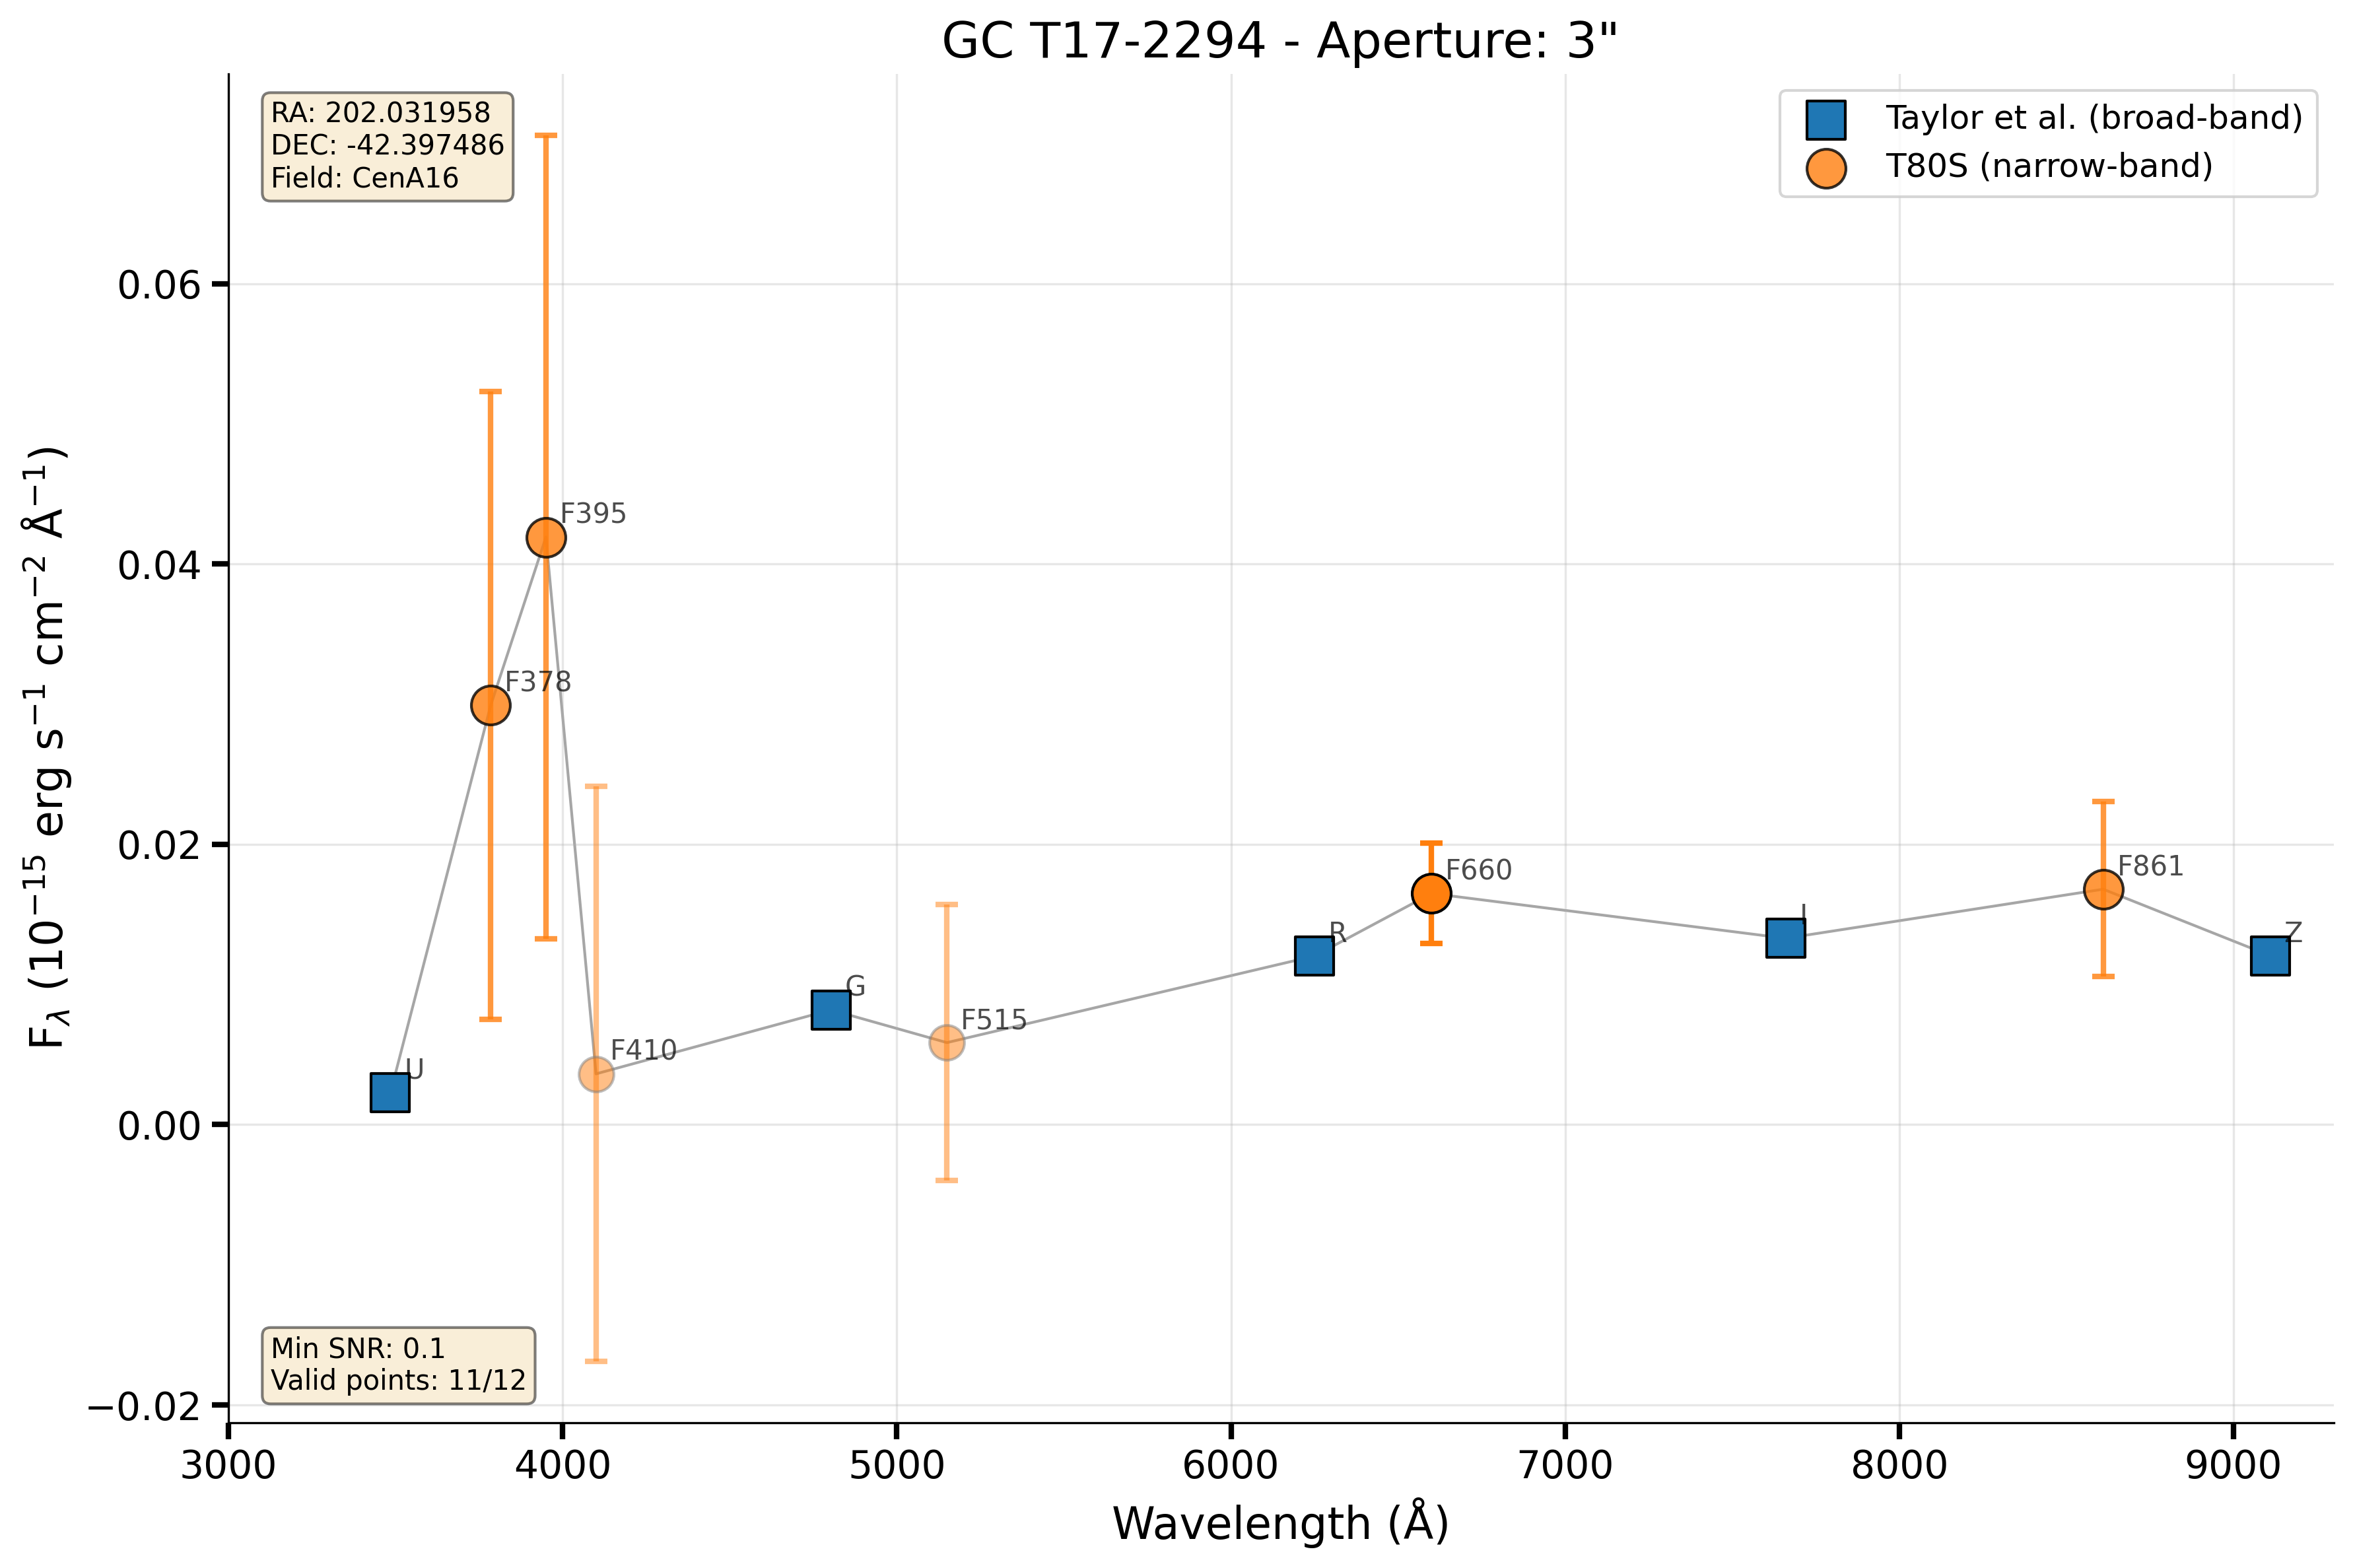 GC T17-2294 - Aperture: 3"
RA: 202.031958
DEC: -42.397486
Field: CenA16
Taylor et al. (broad-band)
T80S (narrow-band)
F395
F378
F410
U
G
F515
R
F660
I
F861
Z
0.06
0.04
0.02
0.00
−0.02
F_λ (10⁻¹⁵ erg s⁻¹ cm⁻² Å⁻¹)
Min SNR: 0.1
Valid points: 11/12
3000 4000 5000 6000 7000 8000 9000
Wavelength (Å)